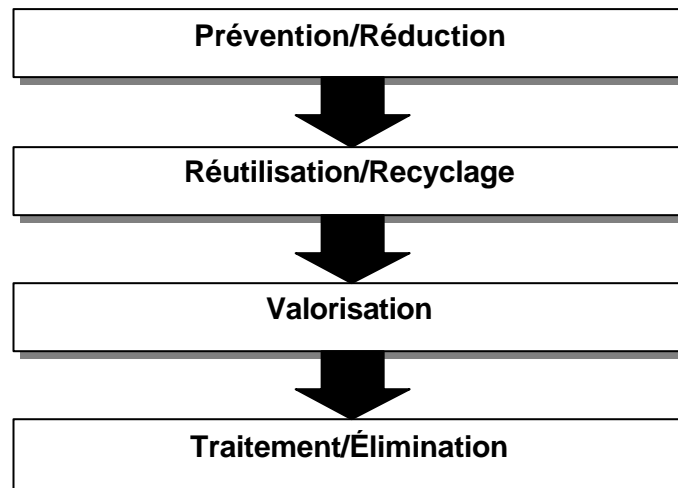 Prévention/Réduction
Réutilisation/Recyclage
Valorisation
Traitement/Élimination